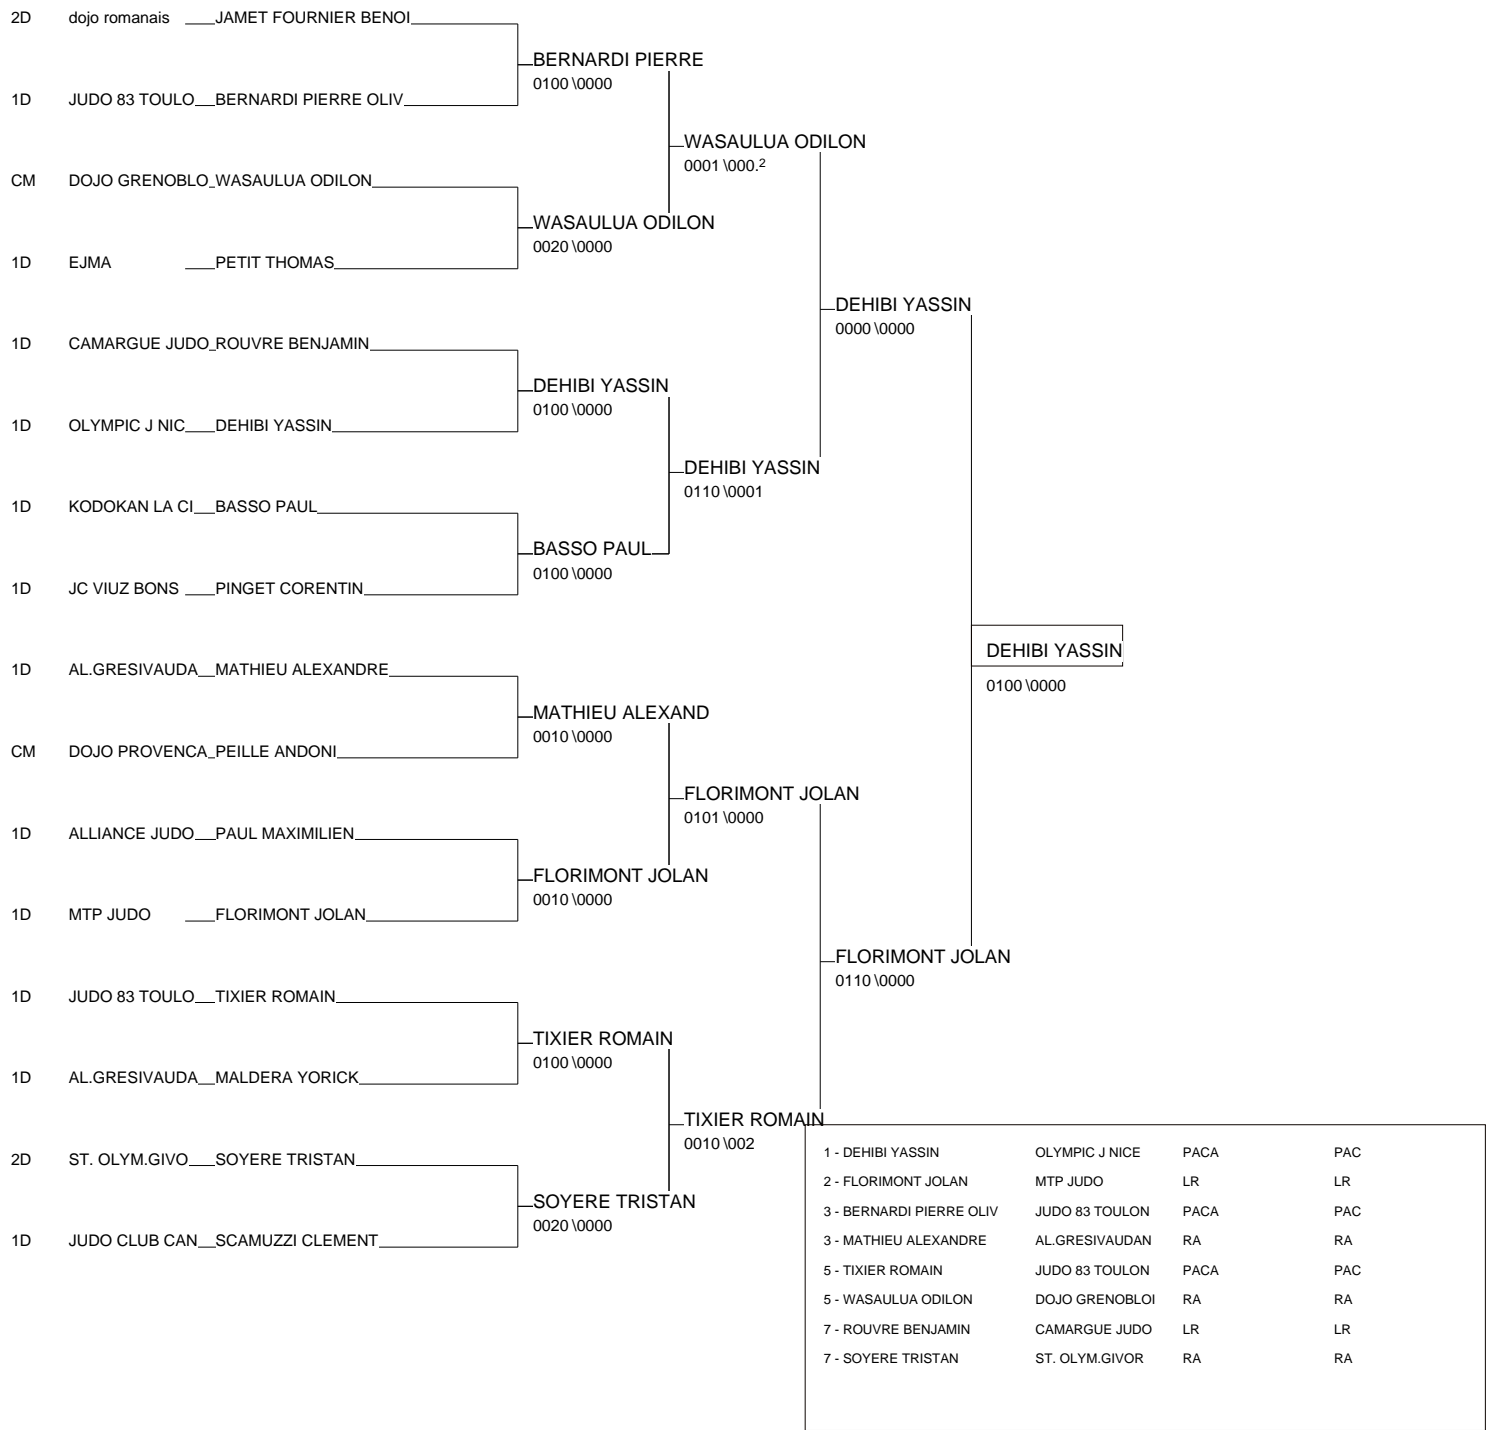 2D dojo romanais JAMET FOURNIER BENOI
BERNARDI PIERRE
0100 \0000
1D JUDO 83 TOULO BERNARDI PIERRE OLIV
WASAULUA ODILON
0001 \000.2
CM DOJO GRENOBLO WASAULUA ODILON
WASAULUA ODILON
0020 \0000
1D EJMA PETIT THOMAS
DEHIBI YASSIN
0000 \0000
1D CAMARGUE JUDO ROUVRE BENJAMIN
DEHIBI YASSIN
0100 \0000
1D OLYMPIC J NIC DEHIBI YASSIN
DEHIBI YASSIN
0110 \0001
1D KODOKAN LA CI BASSO PAUL
BASSO PAUL
0100 \0000
1D JC VIUZ BONS PINGET CORENTIN
DEHIBI YASSIN
0100 \0000
1D AL.GRESIVAUDA MATHIEU ALEXANDRE
MATHIEU ALEXAND
0010 \0000
CM DOJO PROVENCA PEILLE ANDONI
FLORIMONT JOLAN
0101 \0000
1D ALLIANCE JUDO PAUL MAXIMILIEN
FLORIMONT JOLAN
0010 \0000
1D MTP JUDO FLORIMONT JOLAN
FLORIMONT JOLAN
0110 \0000
1D JUDO 83 TOULO TIXIER ROMAIN
TIXIER ROMAIN
0100 \0000
1D AL.GRESIVAUDA MALDERA YORICK
TIXIER ROMAIN
0010 \002
2D ST. OLYM.GIVO SOYERE TRISTAN
SOYERE TRISTAN
0020 \0000
1D JUDO CLUB CAN SCAMUZZI CLEMENT
1 - DEHIBI YASSIN OLYMPIC J NICE PACA PAC
2 - FLORIMONT JOLAN MTP JUDO LR LR
3 - BERNARDI PIERRE OLIV JUDO 83 TOULON PACA PAC
3 - MATHIEU ALEXANDRE AL.GRESIVAUDAN RA RA
5 - TIXIER ROMAIN JUDO 83 TOULON PACA PAC
5 - WASAULUA ODILON DOJO GRENOBLOI RA RA
7 - ROUVRE BENJAMIN CAMARGUE JUDO LR LR
7 - SOYERE TRISTAN ST. OLYM.GIVOR RA RA